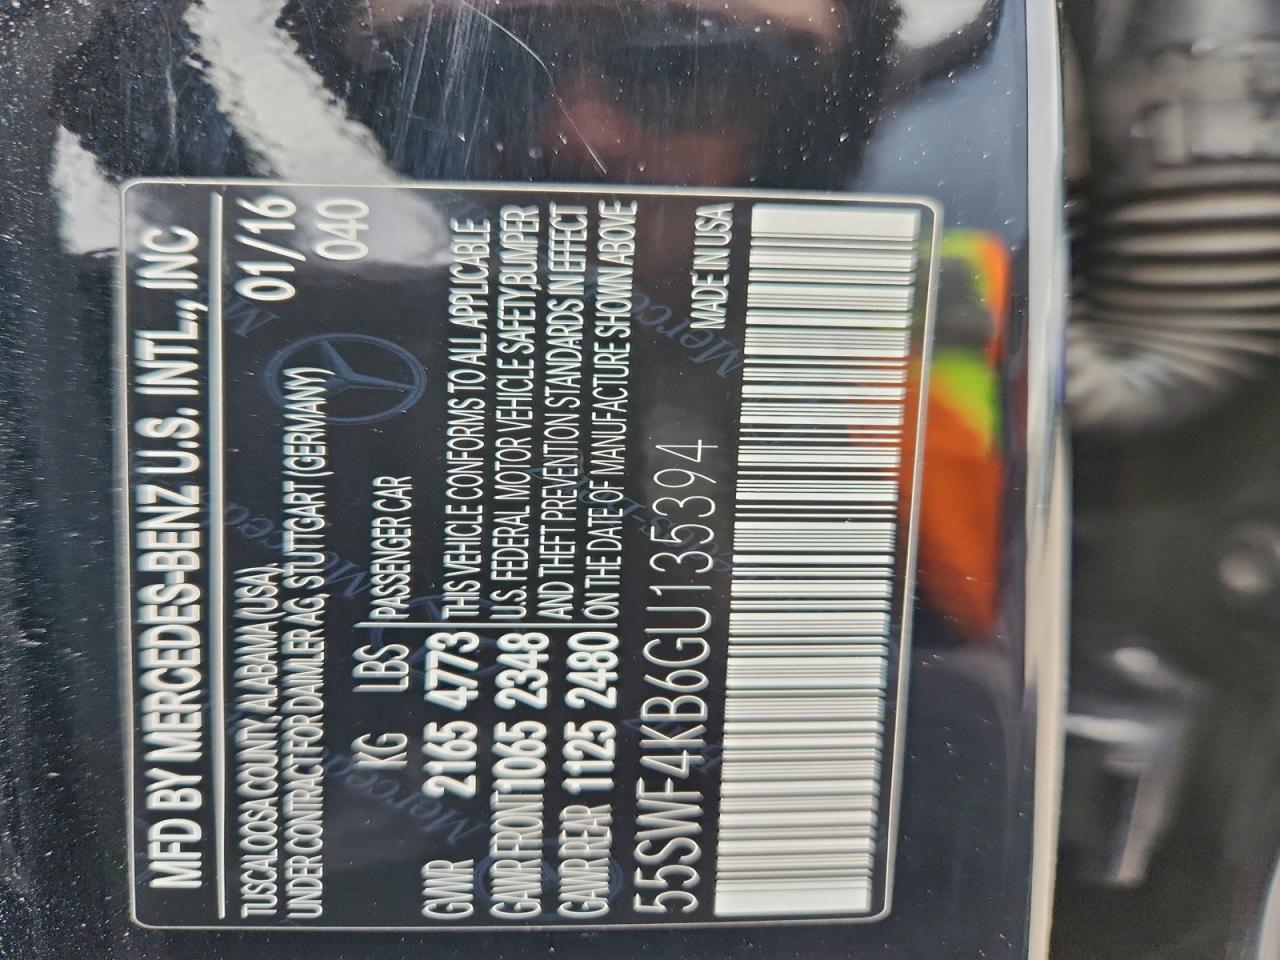 MFD BY MERCEDES-BENZ U.S. INTL., INC
TUSCALOOSA COUNTY, ALABAMA (USA), 01/16
UNDER CONTRACT FOR DAIMLER AG, STUTTGART (GERMANY) 040
KG LBS PASSENGER CAR
GVWR 2165 4773 THIS VEHICLE CONFORMS TO ALL APPLICABLE
GAWR FRONT 1065 2348 U.S. FEDERAL MOTOR VEHICLE SAFETY, BUMPER
AND THEFT PREVENTION STANDARDS IN EFFECT
GAWR REAR 1125 2480 ON THE DATE OF MANUFACTURE SHOWN ABOVE
55SWF4KB6GU135394 MADE IN USA